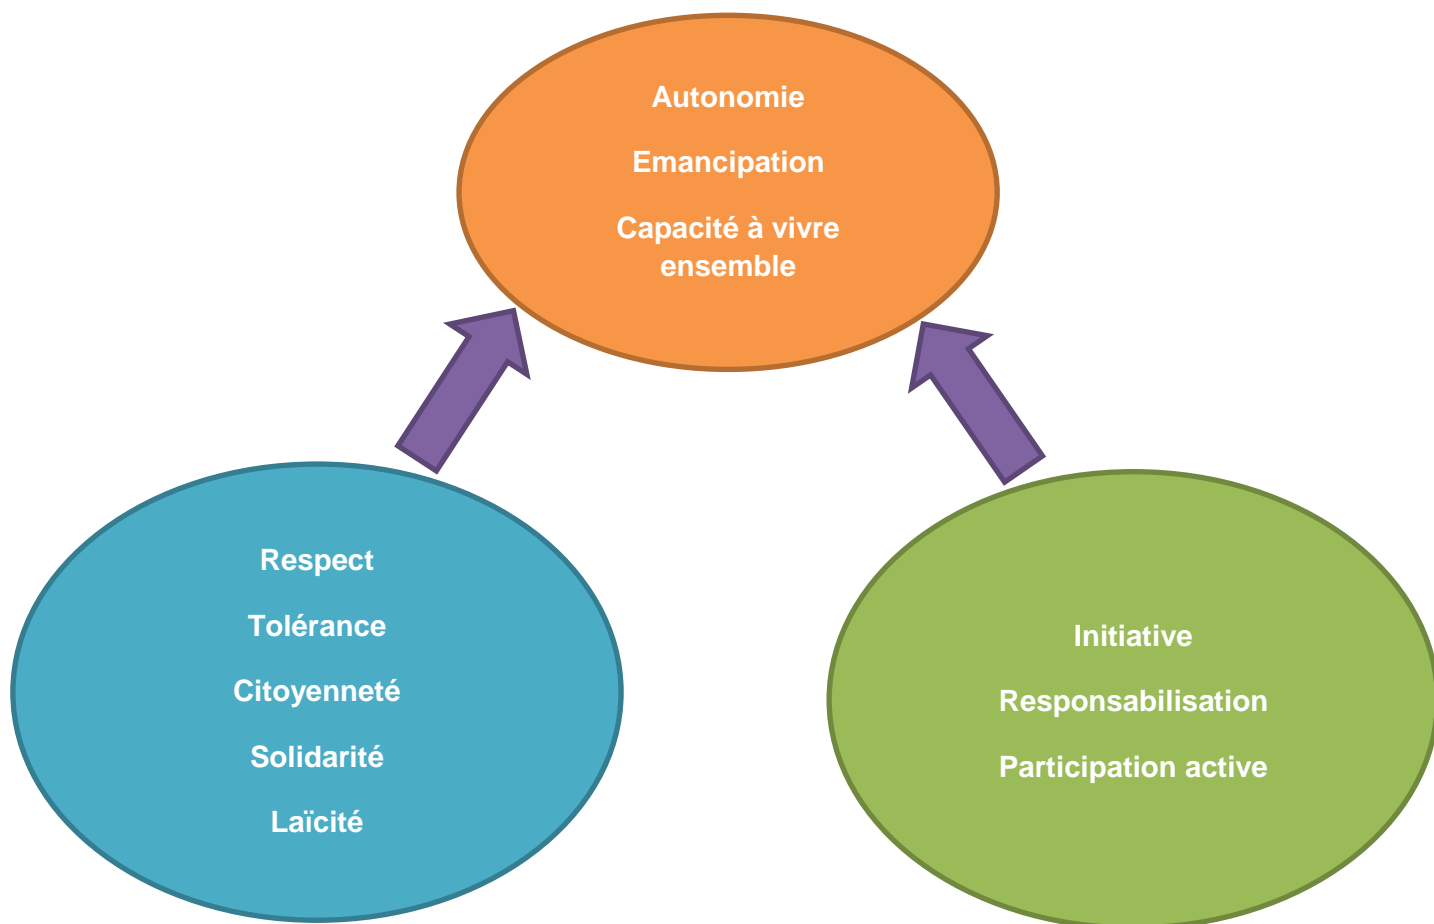 Autonomie
Emancipation
Capacité à vivre
ensemble
Respect
Tolérance
Citoyenneté
Solidarité
Laïcité
Initiative
Responsabilisation
Participation active